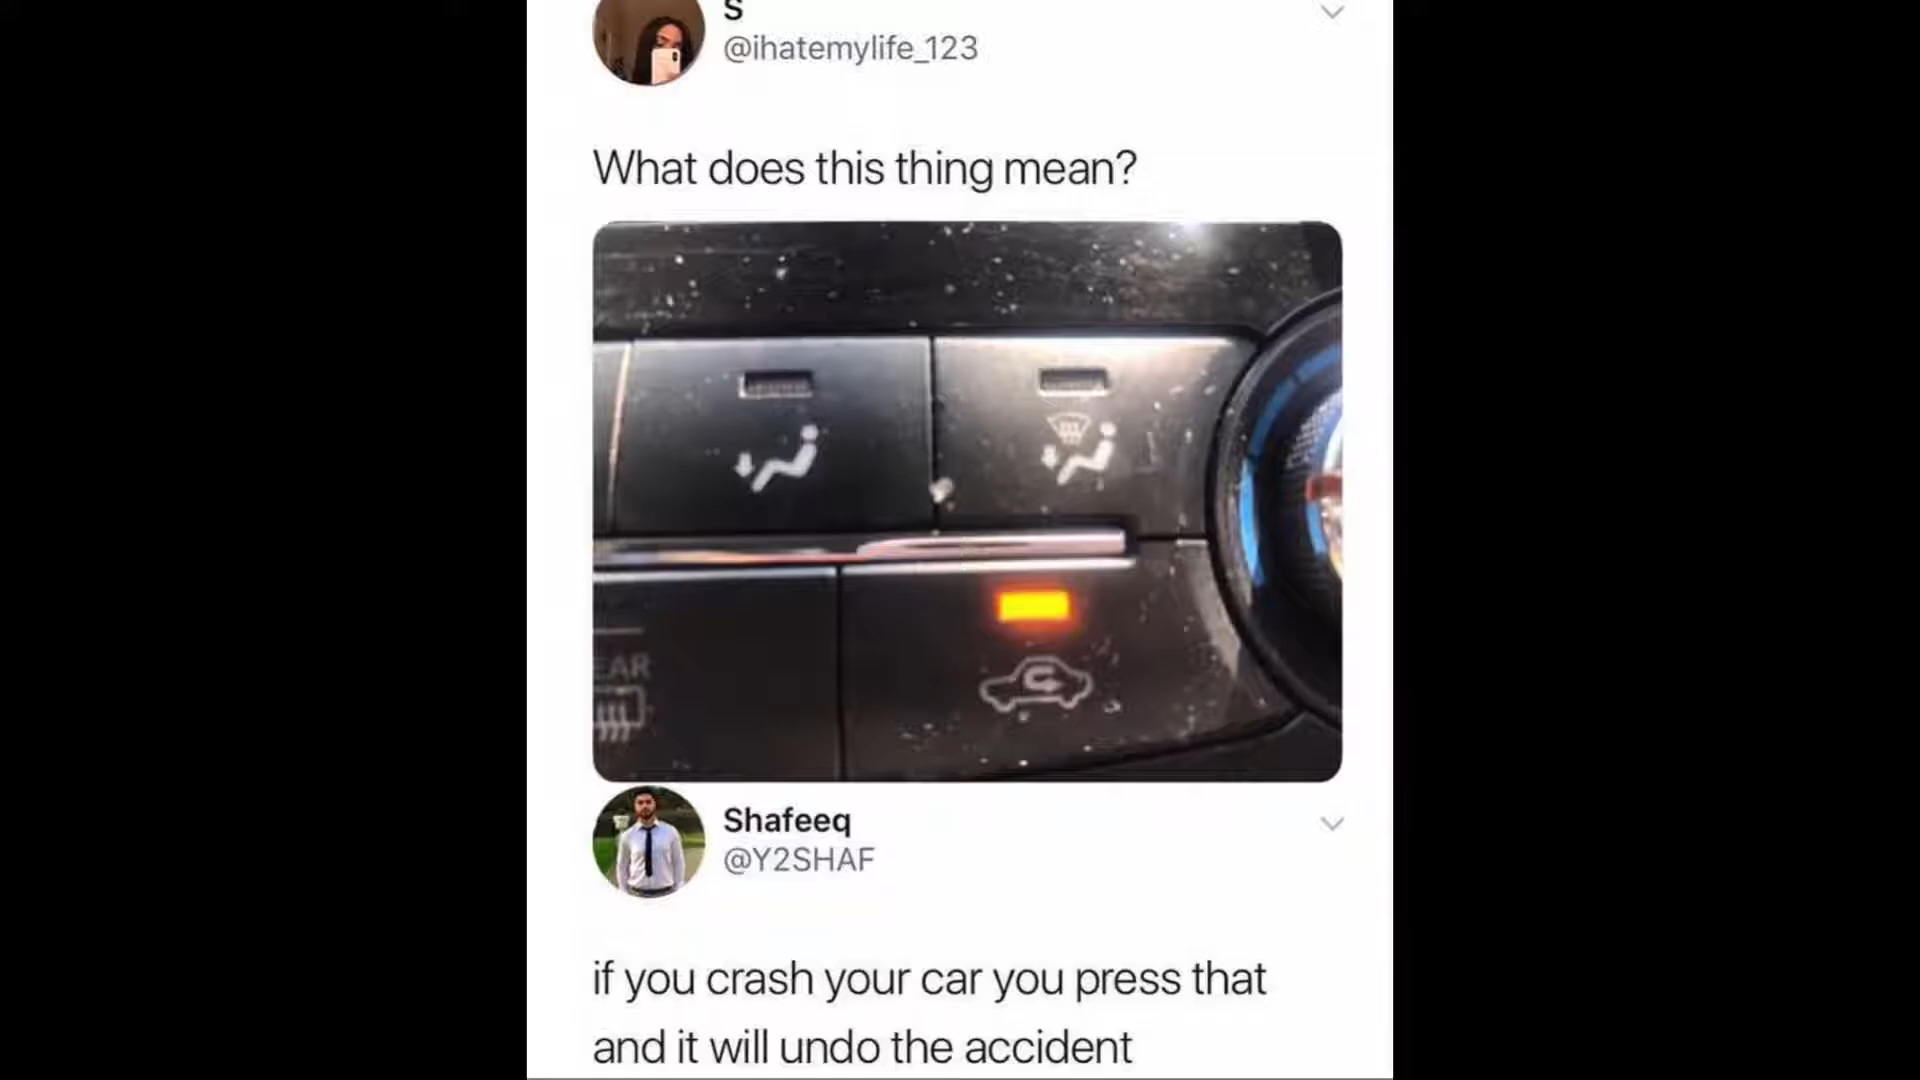 S
@ihatemylife_123
What does this thing mean?
EAR
Shafeeq
@Y2SHAF
if you crash your car you press that
and it will undo the accident